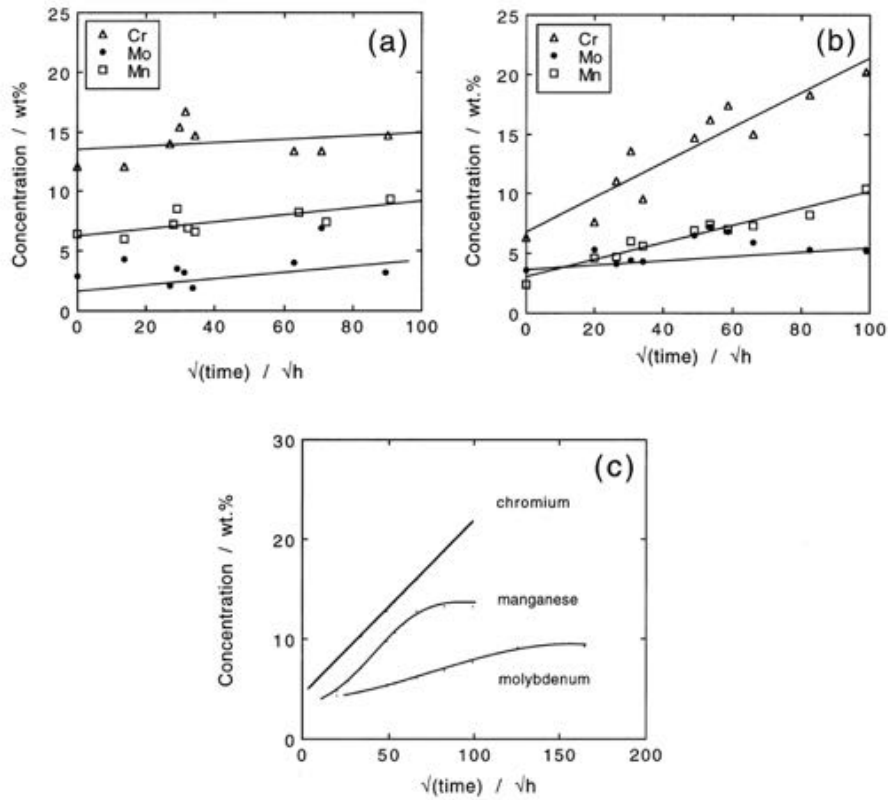 (a)
Cr
Mo
Mn
Concentration / wt%
25
20
15
10
5
0
0 20 40 60 80 100
√(time) / √h
(b)
Cr
Mo
Mn
Concentration / wt.%
25
20
15
10
5
0
0 20 40 60 80 100
√(time) / √h
(c)
Concentration / wt.%
30
20
10
0
chromium
manganese
molybdenum
0 50 100 150 200
√(time) / √h